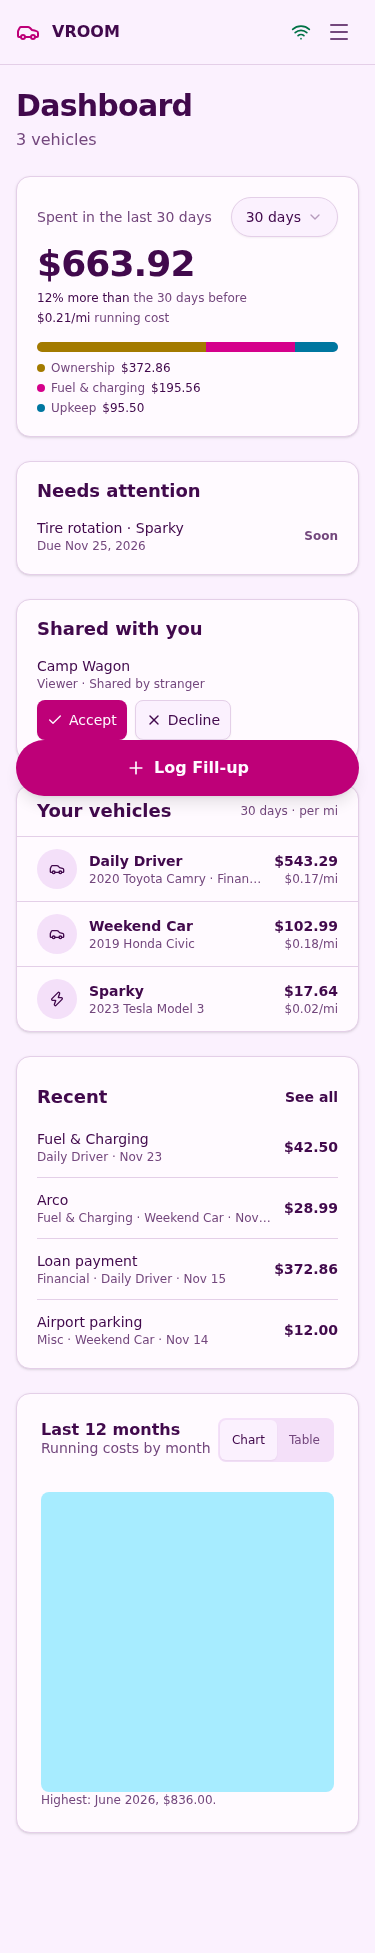 VROOM
Dashboard
3 vehicles
Spent in the last 30 days
30 days
$663.92
12% more than the 30 days before
$0.21/mi running cost
Ownership $372.86
Fuel & charging $195.56
Upkeep $95.50
Needs attention
Tire rotation · Sparky
Due Nov 25, 2026
Soon
Shared with you
Camp Wagon
Viewer · Shared by stranger
Accept
Decline
Log Fill-up
Your vehicles
30 days · per mi
Daily Driver
$543.29
2020 Toyota Camry · Finan…
$0.17/mi
Weekend Car
$102.99
2019 Honda Civic
$0.18/mi
Sparky
$17.64
2023 Tesla Model 3
$0.02/mi
Recent
See all
Fuel & Charging
Daily Driver · Nov 23
$42.50
Arco
Fuel & Charging · Weekend Car · Nov…
$28.99
Loan payment
Financial · Daily Driver · Nov 15
$372.86
Airport parking
Misc · Weekend Car · Nov 14
$12.00
Last 12 months
Running costs by month
Chart
Table
Highest: June 2026, $836.00.